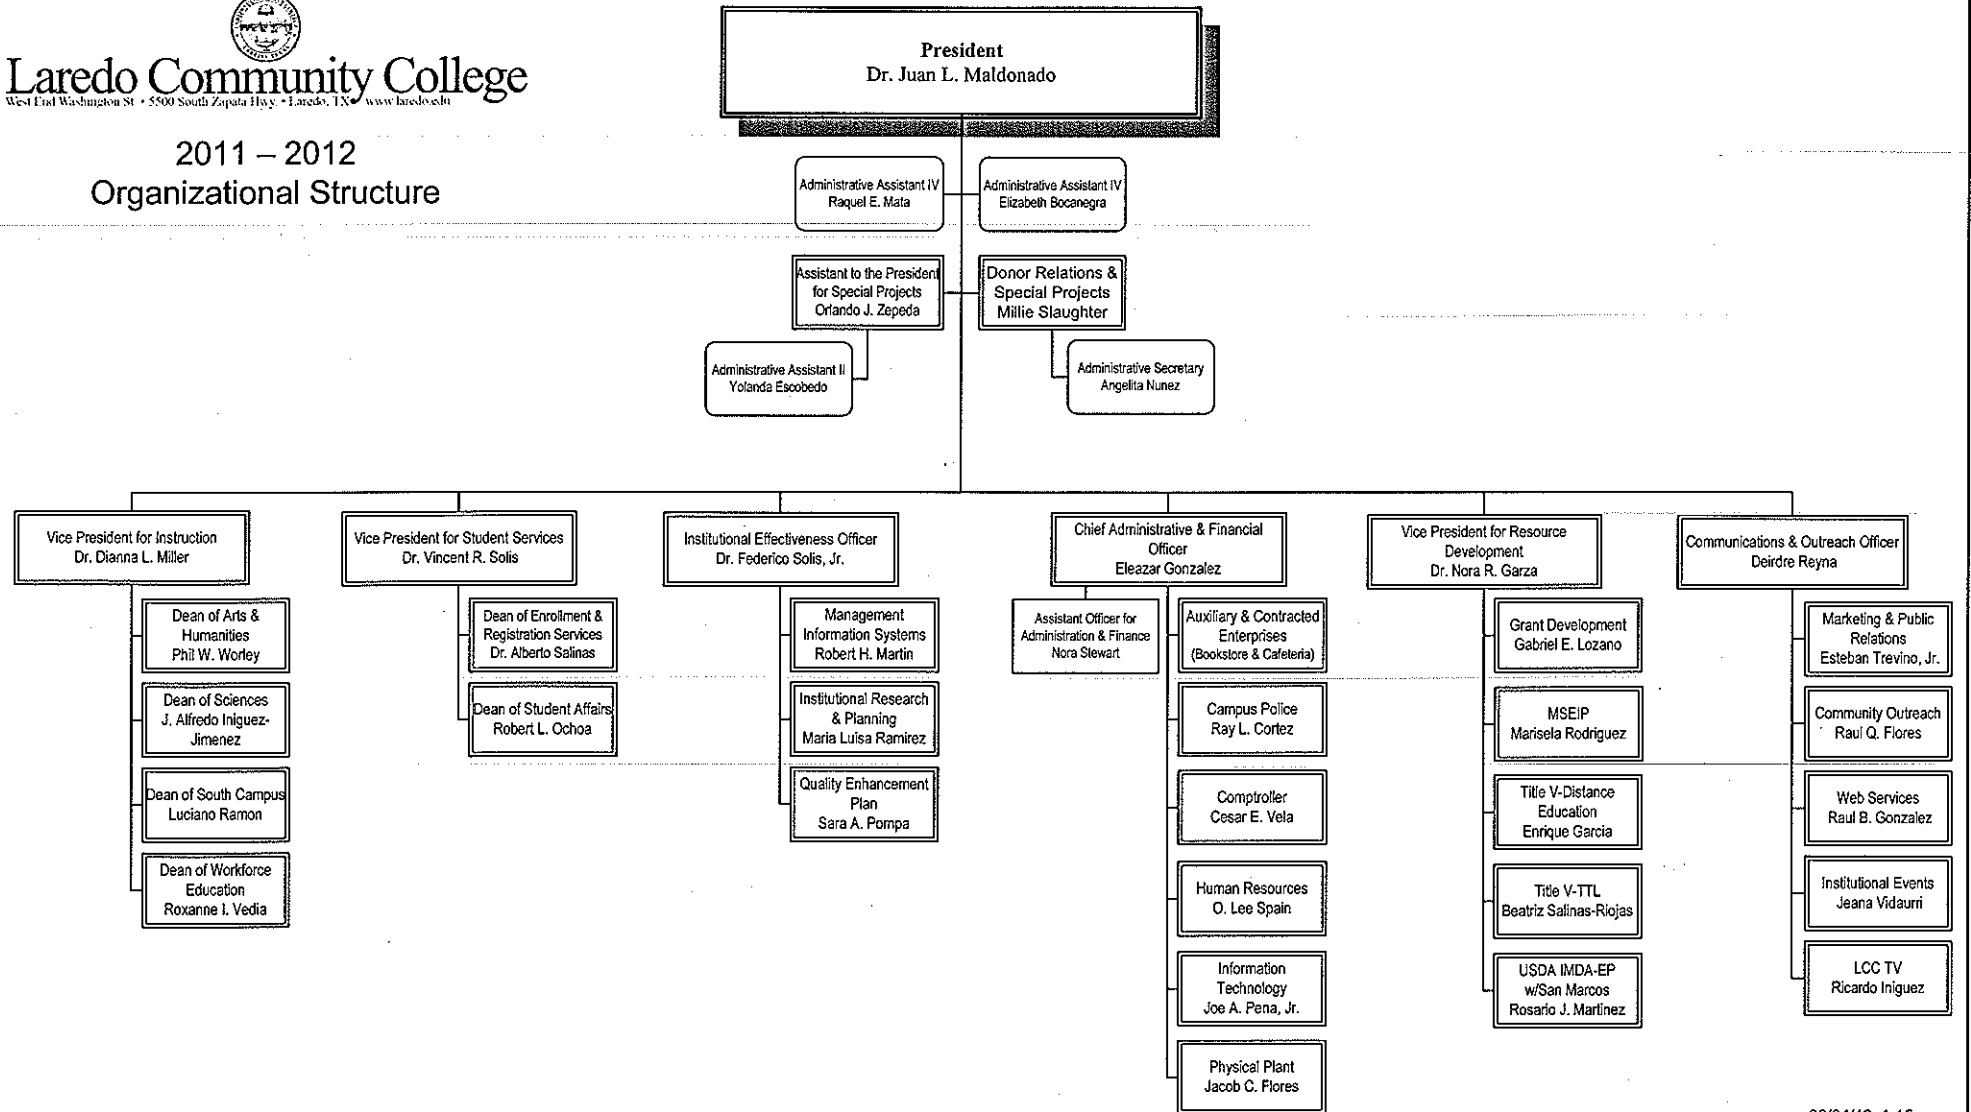 Laredo Community College
West End Washington St. • 5500 South Zapata Hwy. • Laredo, TX • www.laredo.edu
2011 – 2012
Organizational Structure
President
Dr. Juan L. Maldonado
Administrative Assistant IV
Raquel E. Mata
Administrative Assistant IV
Elizabeth Bocanegra
Assistant to the President
for Special Projects
Orlando J. Zepeda
Donor Relations &
Special Projects
Millie Slaughter
Administrative Assistant II
Yolanda Escobedo
Administrative Secretary
Angelita Nunez
Vice President for Instruction
Dr. Dianna L. Miller
Dean of Arts &
Humanities
Phil W. Worley
Dean of Sciences
J. Alfredo Iniguez-
Jimenez
Dean of South Campus
Luciano Ramon
Dean of Workforce
Education
Roxanne I. Vedia
Vice President for Student Services
Dr. Vincent R. Solis
Dean of Enrollment &
Registration Services
Dr. Alberto Salinas
Dean of Student Affairs
Robert L. Ochoa
Institutional Effectiveness Officer
Dr. Federico Solis, Jr.
Management
Information Systems
Robert H. Martin
Institutional Research
& Planning
Maria Luisa Ramirez
Quality Enhancement
Plan
Sara A. Pompa
Chief Administrative & Financial
Officer
Eleazar Gonzalez
Assistant Officer for
Administration & Finance
Nora Stewart
Auxiliary & Contracted
Enterprises
(Bookstore & Cafeteria)
Campus Police
Ray L. Cortez
Comptroller
Cesar E. Vela
Human Resources
O. Lee Spain
Information
Technology
Joe A. Pena, Jr.
Physical Plant
Jacob C. Flores
Vice President for Resource
Development
Dr. Nora R. Garza
Grant Development
Gabriel E. Lozano
MSEIP
Marisela Rodriguez
Title V-Distance
Education
Enrique Garcia
Title V-TTL
Beatriz Salinas-Riojas
USDA IMDA-EP
w/San Marcos
Rosario J. Martinez
Communications & Outreach Officer
Deirdre Reyna
Marketing & Public
Relations
Esteban Trevino, Jr.
Community Outreach
Raul Q. Flores
Web Services
Raul B. Gonzalez
Institutional Events
Jeana Vidaurri
LCC TV
Ricardo Iniguez